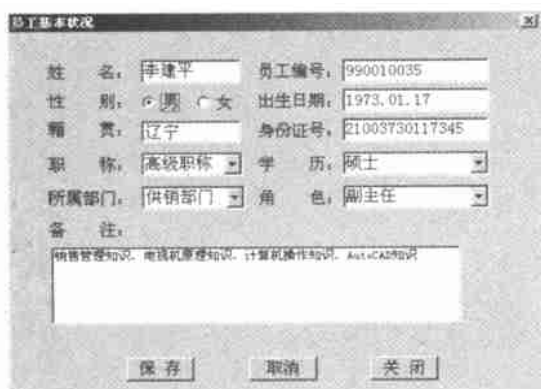 员工基本状况
姓 名： 李建平 员工编号： 990010035
性 别： 男 女 出生日期： 1973.01.17
籍 贯： 辽宁 身份证号： 21003730117345
职 称： 高级职称 学 历： 硕士
所属部门： 供销部门 角 色： 副主任
备 注：
销售管理知识、电视机原理知识、计算机操作知识、AutoCAD知识
保 存 取消 关 闭